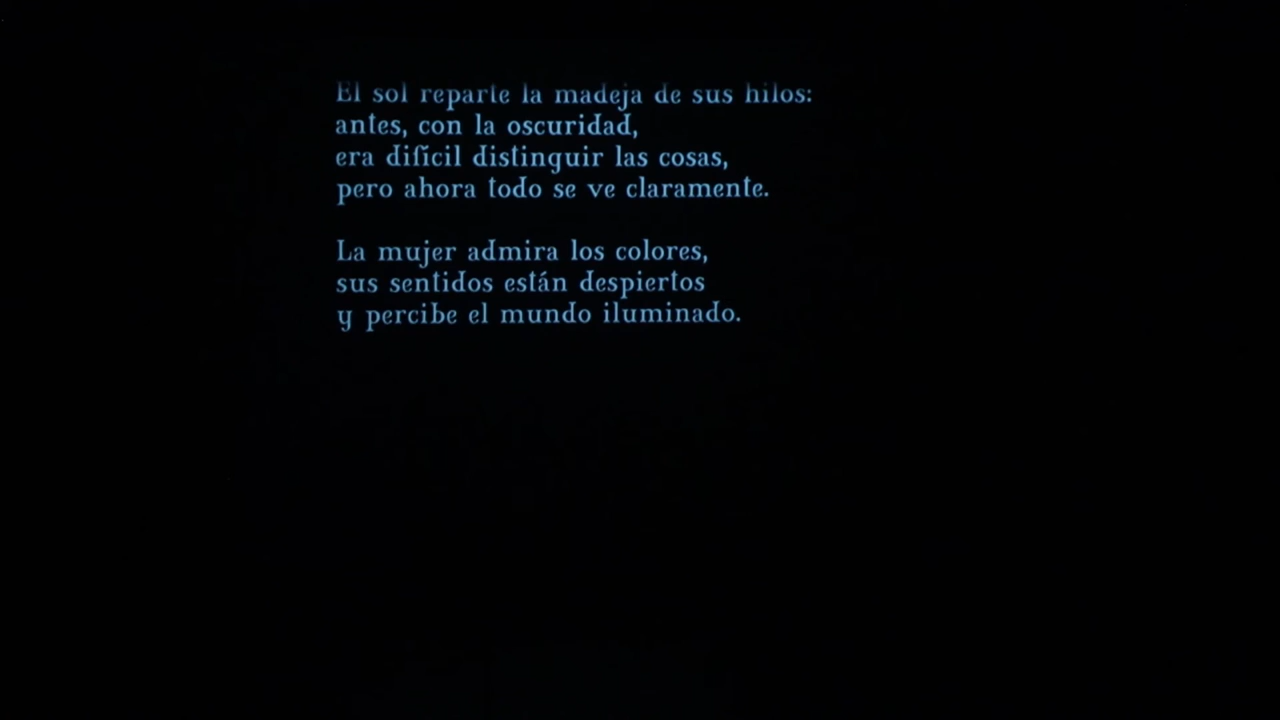 El sol reparte la madeja de sus hilos:
antes, con la oscuridad,
era difícil distinguir las cosas,
pero ahora todo se ve claramente.
La mujer admira los colores,
sus sentidos están despiertos
y percibe el mundo iluminado.